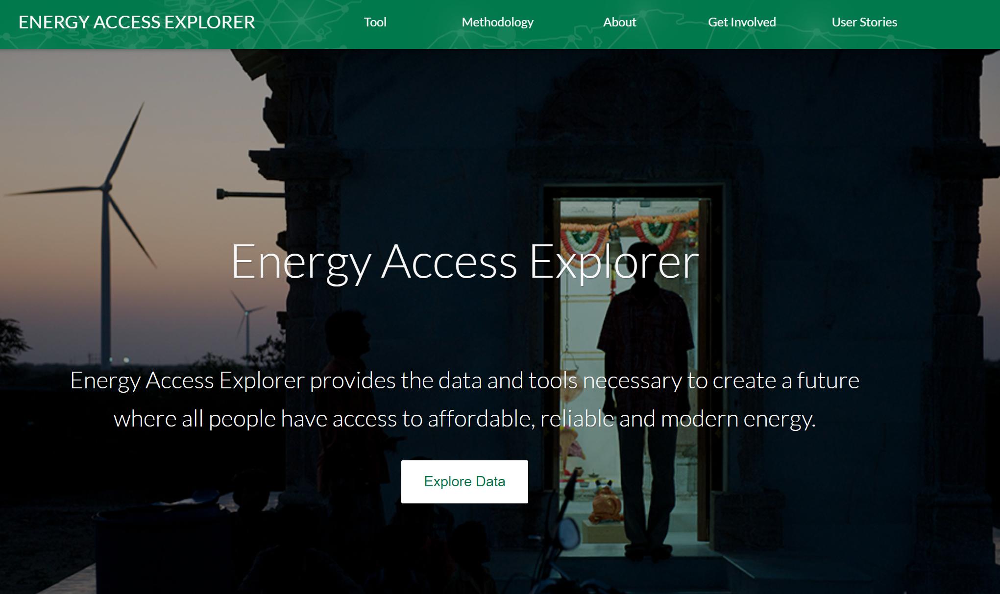 ENERGY ACCESS EXPLORER
Tool
Methodology
About
Get Involved
User Stories
Energy Access Explorer
Energy Access Explorer provides the data and tools necessary to create a future
where all people have access to affordable, reliable and modern energy.
Explore Data